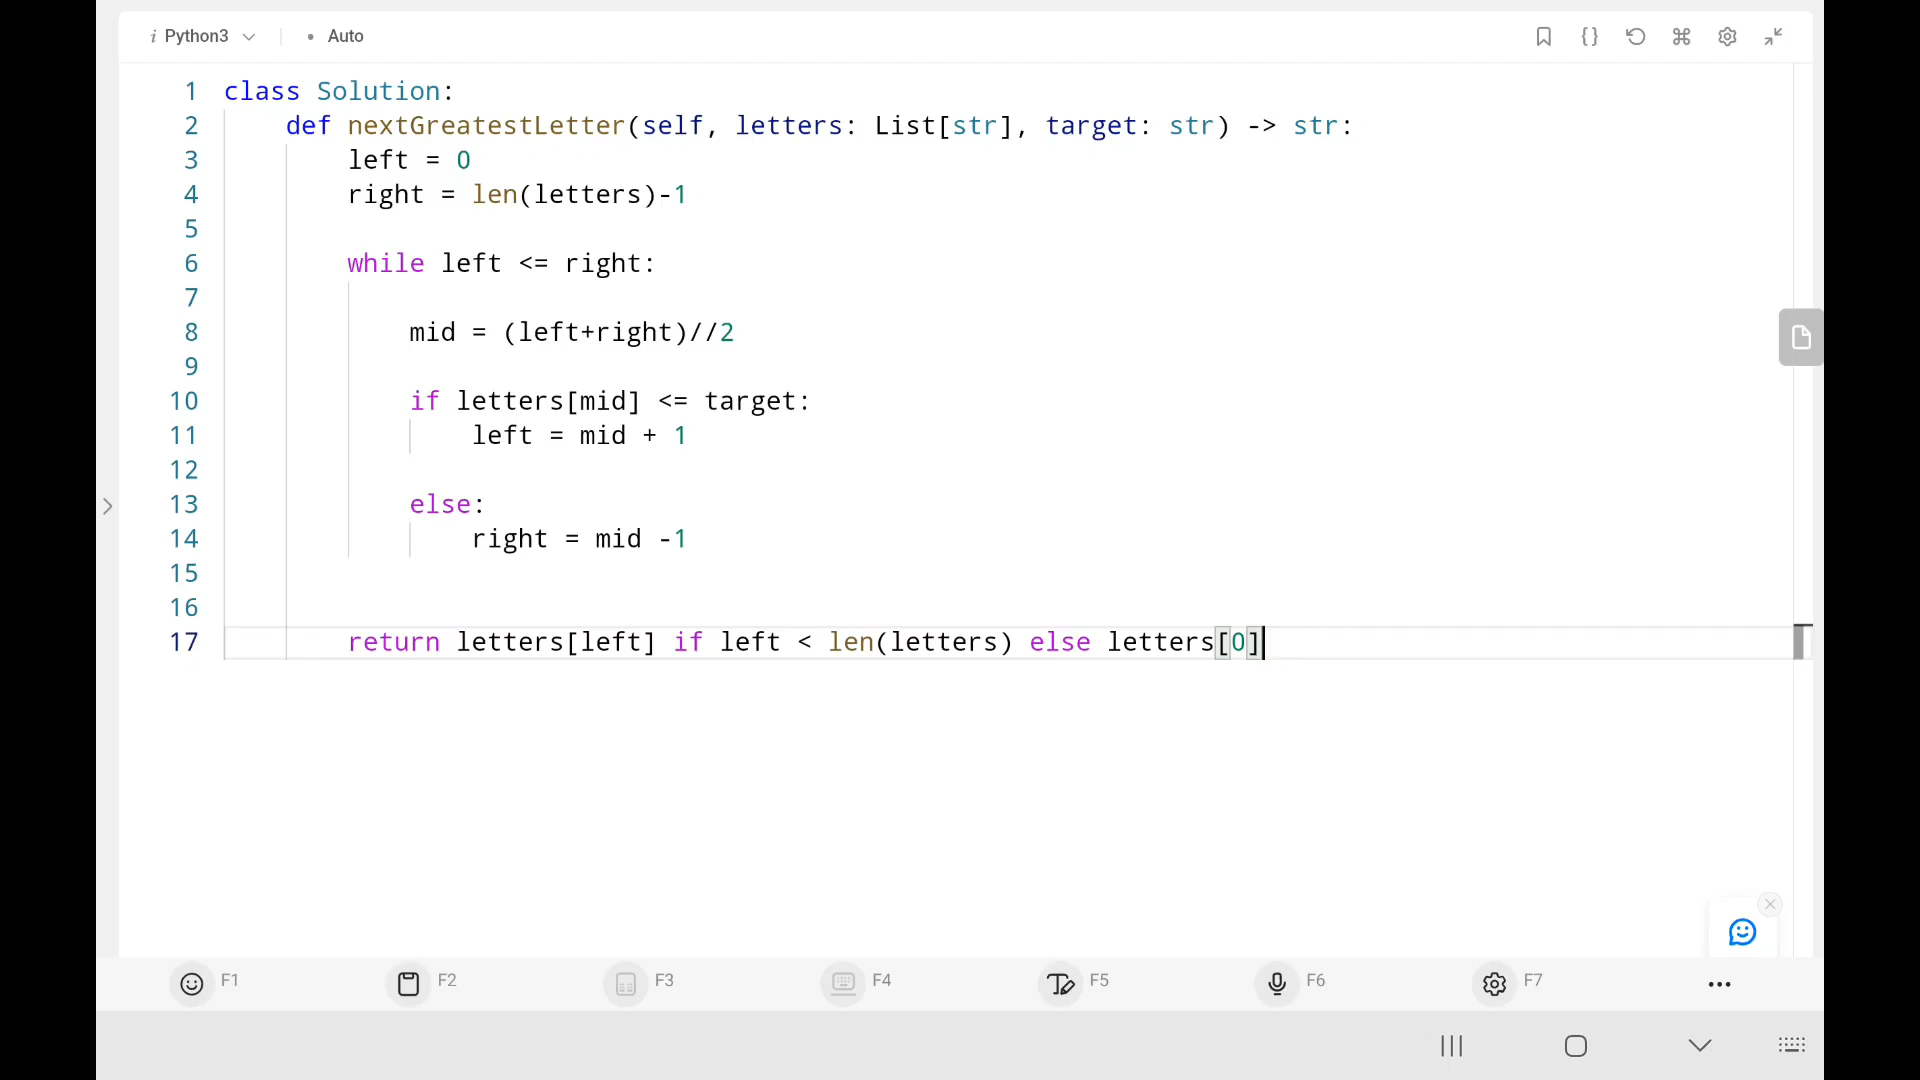 i Python3 • Auto
1 class Solution:
2     def nextGreatestLetter(self, letters: List[str], target: str) -> str:
3         left = 0
4         right = len(letters)-1
5
6         while left <= right:
7
8             mid = (left+right)//2
9
10             if letters[mid] <= target:
11                 left = mid + 1
12
13             else:
14                 right = mid -1
15
16
17         return letters[left] if left < len(letters) else letters[0]
F1 F2 F3 F4 F5 F6 F7